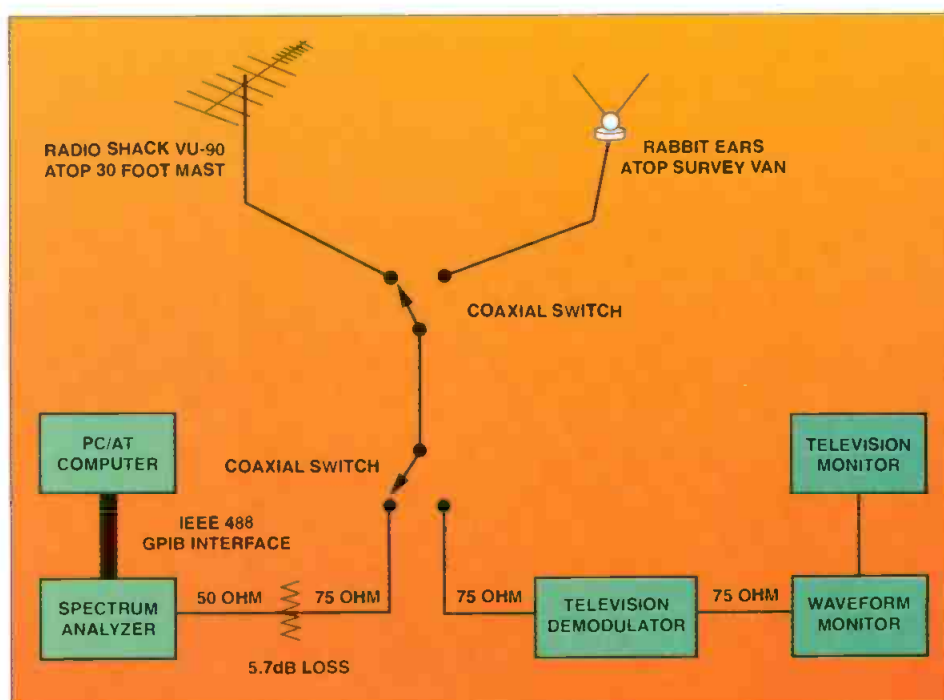 RADIO SHACK VU-90
ATOP 30 FOOT MAST
RABBIT EARS
ATOP SURVEY VAN
COAXIAL SWITCH
COAXIAL SWITCH
PC/AT
COMPUTER
TELEVISION
MONITOR
IEEE 488
GPIB INTERFACE
SPECTRUM
ANALYZER
50 OHM
75 OHM
5.7dB LOSS
75 OHM
TELEVISION
DEMODULATOR
75 OHM
WAVEFORM
MONITOR